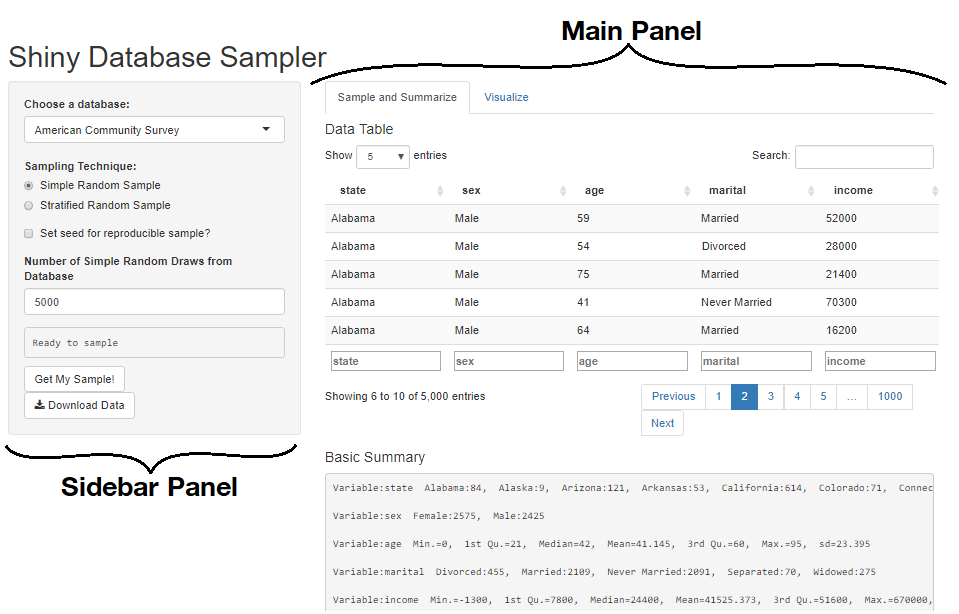 Main Panel
Shiny Database Sampler
Choose a database:
American Community Survey
Sampling Technique:
Simple Random Sample
Stratified Random Sample
Set seed for reproducible sample?
Number of Simple Random Draws from
Database
5000
Ready to sample
Get My Sample!
Download Data
Sidebar Panel
Sample and Summarize Visualize
Data Table
Show 5 entries Search:
state sex age marital income
Alabama Male 59 Married 52000
Alabama Male 54 Divorced 28000
Alabama Male 75 Married 21400
Alabama Male 41 Never Married 70300
Alabama Male 64 Married 16200
state sex age marital income
Showing 6 to 10 of 5,000 entries
Previous 1 2 3 4 5 ... 1000
Next
Basic Summary
Variable:state Alabama:84, Alaska:9, Arizona:121, Arkansas:53, California:614, Colorado:71, Connec
Variable:sex Female:2575, Male:2425
Variable:age Min.=0, 1st Qu.=21, Median=42, Mean=41.145, 3rd Qu.=60, Max.=95, sd=23.395
Variable:marital Divorced:455, Married:2109, Never Married:2091, Separated:70, Widowed:275
Variable:income Min.=-1300, 1st Qu.=7800, Median=24400, Mean=41525.373, 3rd Qu.=51600, Max.=670000,